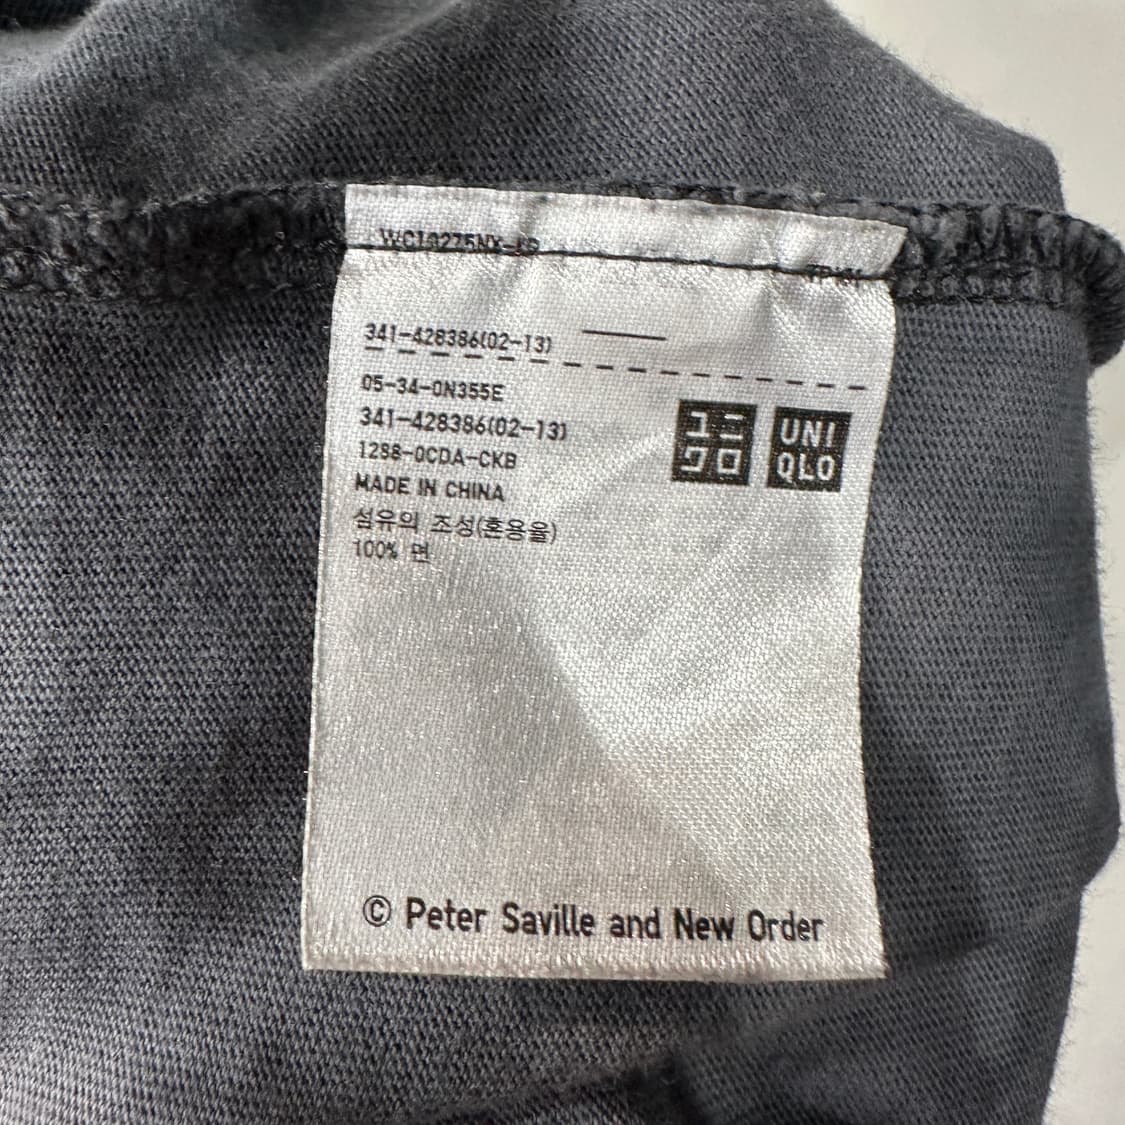 WC10275NX-KR
341-428386(02-13)
05-34-0N355E
341-428386(02-13)
1288-0CDA-CKB
MADE IN CHINA
섬유의 조성(혼용율)
100% 면
ユニ
クロ
UNI
QLO
© Peter Saville and New Order